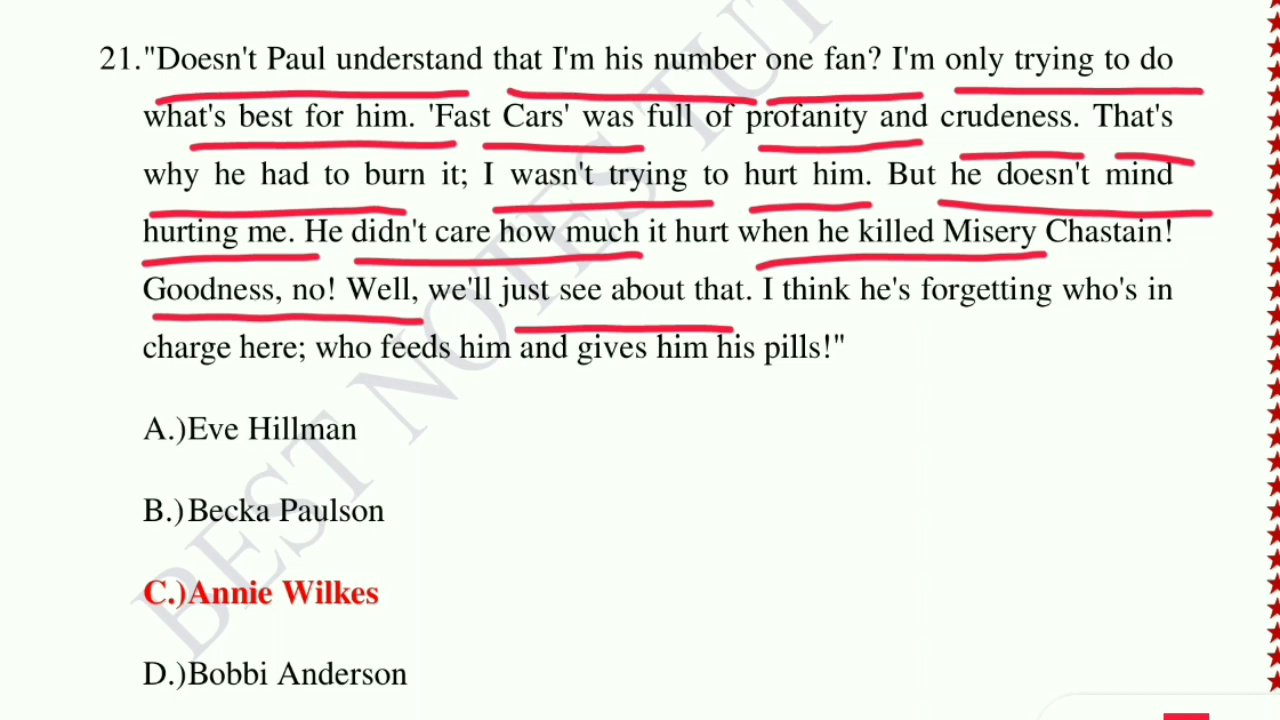 21."Doesn't Paul understand that I'm his number one fan? I'm only trying to do
what's best for him. 'Fast Cars' was full of profanity and crudeness. That's
why he had to burn it; I wasn't trying to hurt him. But he doesn't mind
hurting me. He didn't care how much it hurt when he killed Misery Chastain!
Goodness, no! Well, we'll just see about that. I think he's forgetting who's in
charge here; who feeds him and gives him his pills!"
A.)Eve Hillman
B.)Becka Paulson
C.)Annie Wilkes
D.)Bobbi Anderson
BEST NOTES TUT